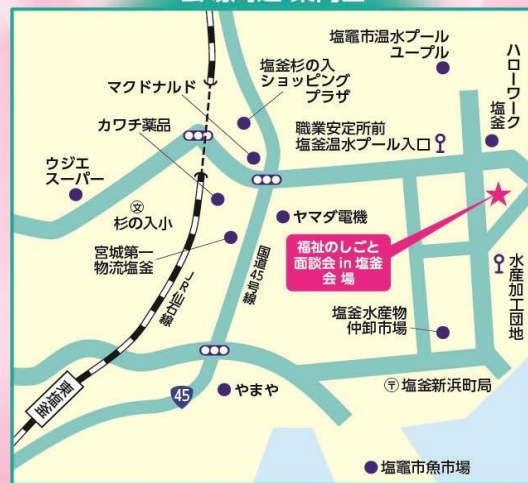 塩竈市温水プール
ユープル
ハローワーク
塩釜
塩釜杉の入
ショッピング
プラザ
マクドナルド
カワチ薬品
職業安定所前
塩釜温水プール入口
ウジエ
スーパー
文
杉の入小
ヤマダ電機
宮城第一
物流塩釜
国道45号線
JR仙石線
福祉のしごと
面談会 in 塩釜
会 場
水産加工団地
塩釜水産物
仲卸市場
東塩釜
45
やまや
〒塩釜新浜町局
塩竈市魚市場